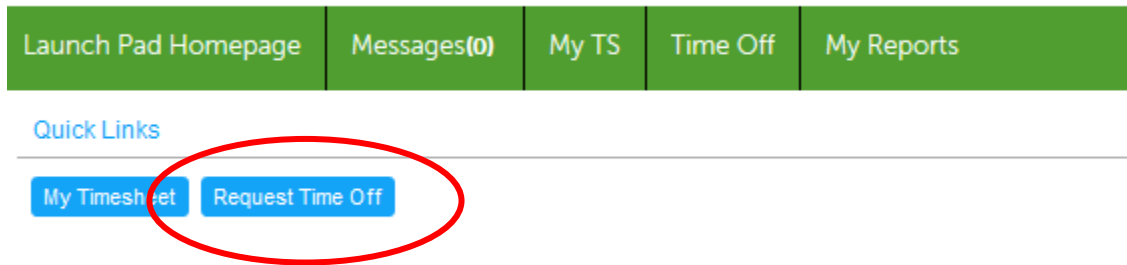 Launch Pad Homepage Messages(0) My TS Time Off My Reports
Quick Links
My Timesheet Request Time Off